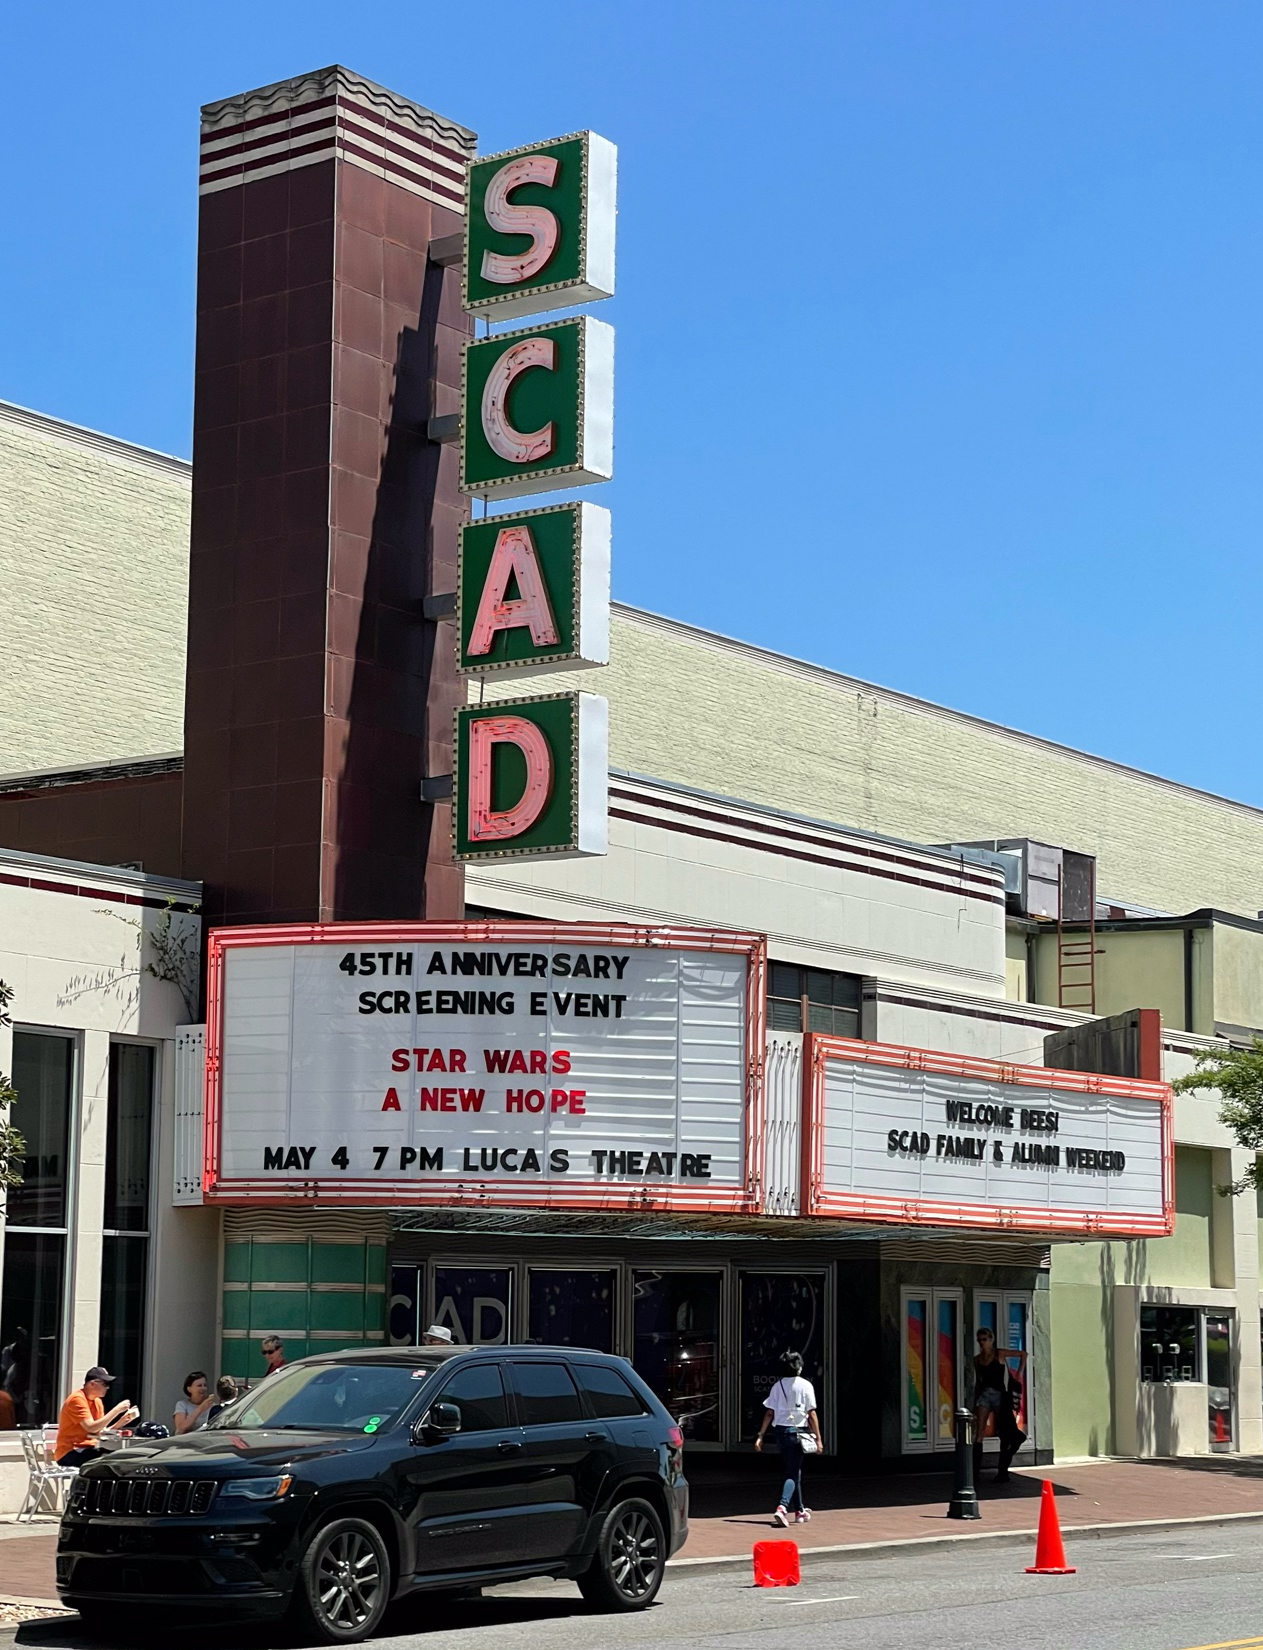 SCAD
45TH ANNIVERSARY
SCREENING EVENT
STAR WARS
A NEW HOPE
MAY 4 7 PM LUCAS THEATRE
WELCOME BEES!
SCAD FAMILY & ALUMNI WEEKEND
CAD
S